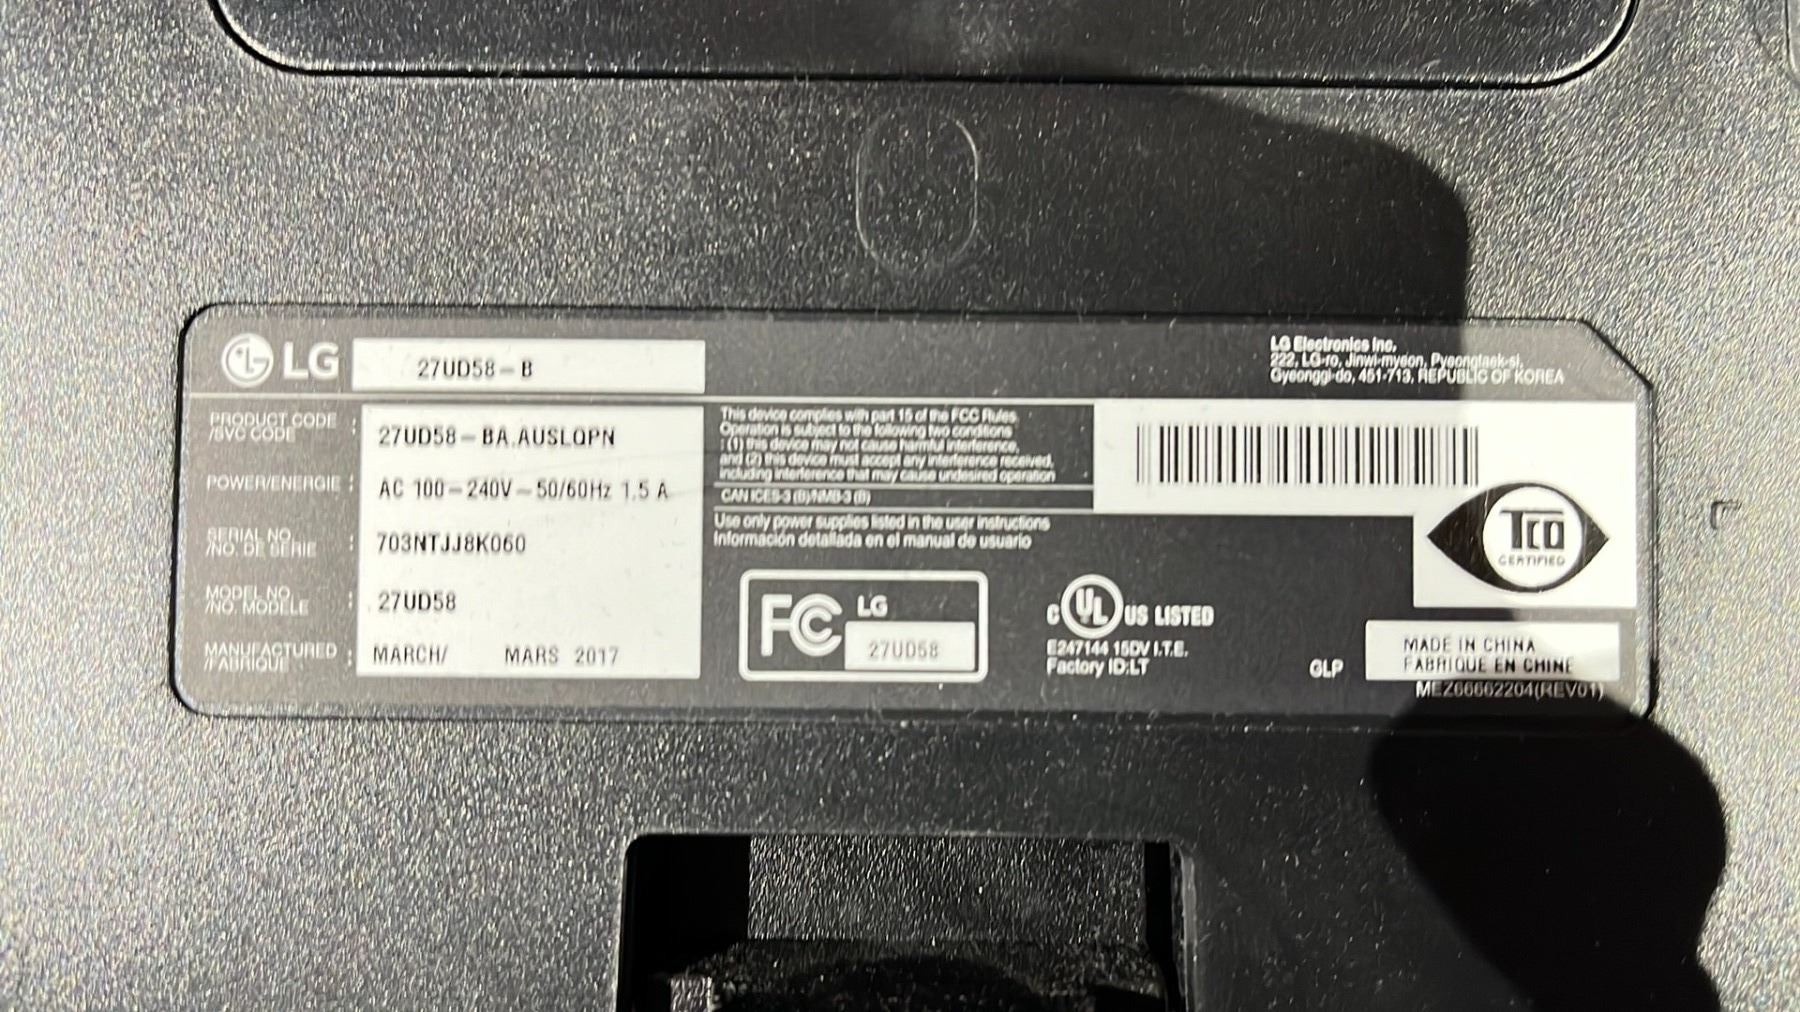 LG 27UD58-B
LG Electronics Inc.
222, LG-ro, Jinwi-myeon, Pyeongtaek-si,
Gyeonggi-do, 451-713, REPUBLIC OF KOREA
PRODUCT CODE
/SVC CODE : 27UD58-BA.AUSLQPN
POWER/ENERGIE : AC 100-240V~50/60Hz 1.5 A
SERIAL NO.
/NO. DE SERIE : 703NTJJ8K060
MODEL NO.
/NO. MODÈLE : 27UD58
MANUFACTURED
/FABRIQUÉ : MARCH/ MARS 2017
This device complies with part 15 of the FCC Rules.
Operation is subject to the following two conditions
: (1) this device may not cause harmful interference,
and (2) this device must accept any interference received,
including interference that may cause undesired operation
CAN ICES-3 (B)/NMB-3 (B)
Use only power supplies listed in the user instructions
Información detallada en el manual de usuario
FC LG
27UD58
C UL US LISTED
E247144 15DV I.T.E.
Factory ID:LT
GLP
TCO
CERTIFIED
MADE IN CHINA
FABRIQUE EN CHINE
MEZ66662204(REV01)